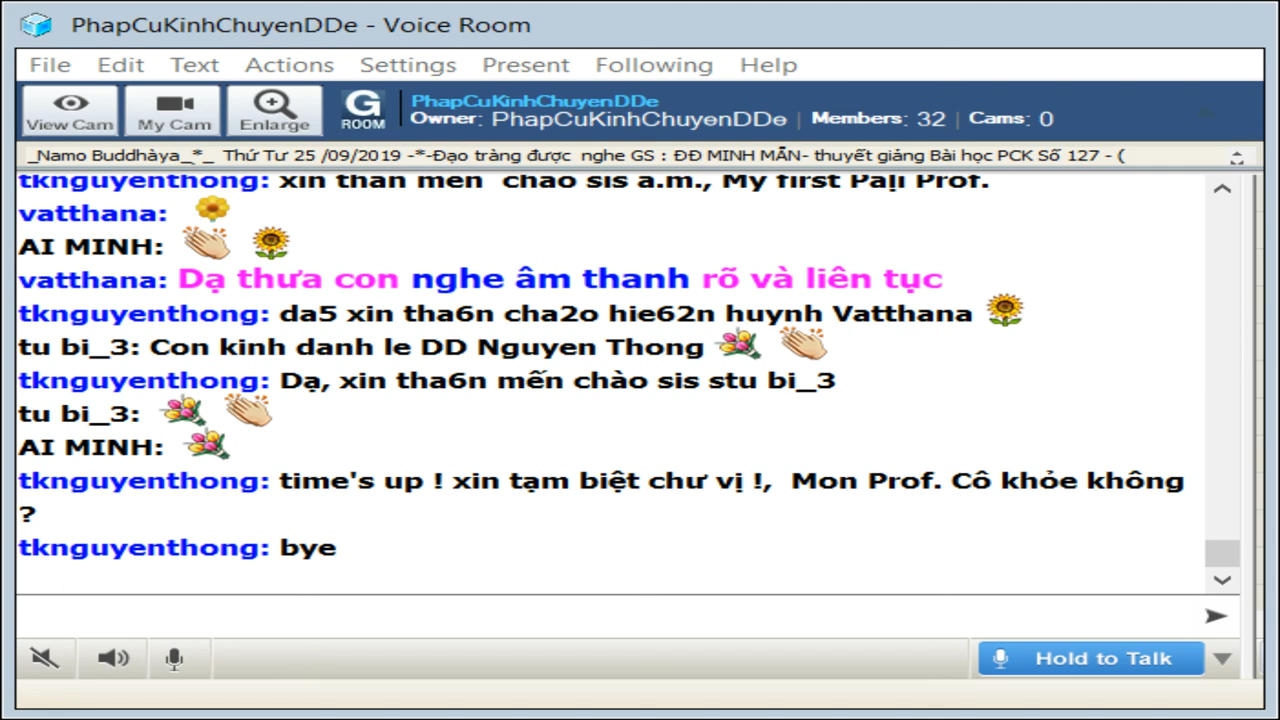 PhapCuKinhChuyenDDe - Voice Room
File Edit Text Actions Settings Present Following Help
View Cam My Cam Enlarge G ROOM PhapCuKinhChuyenDDe
Owner: PhapCuKinhChuyenDDe | Members: 32 | Cams: 0
_Namo Buddhàya_*_ Thứ Tư 25 /09/2019 -*-Đạo tràng được nghe GS : ĐĐ MINH MẪN- thuyết giảng Bài học PCK Số 127 - (
tknguyenthong: xin thân mến chào sis a.m., My first Paḷi Prof.
vatthana:
AI MINH:
vatthana: Dạ thưa con nghe âm thanh rõ và liên tục
tknguyenthong: da5 xin tha6n cha2o hie62n huynh Vatthana
tu bi_3: Con kinh danh le DD Nguyen Thong
tknguyenthong: Dạ, xin tha6n mến chào sis stu bi_3
tu bi_3:
AI MINH:
tknguyenthong: time's up ! xin tạm biệt chư vị !, Mon Prof. Cô khỏe không
?
tknguyenthong: bye
Hold to Talk